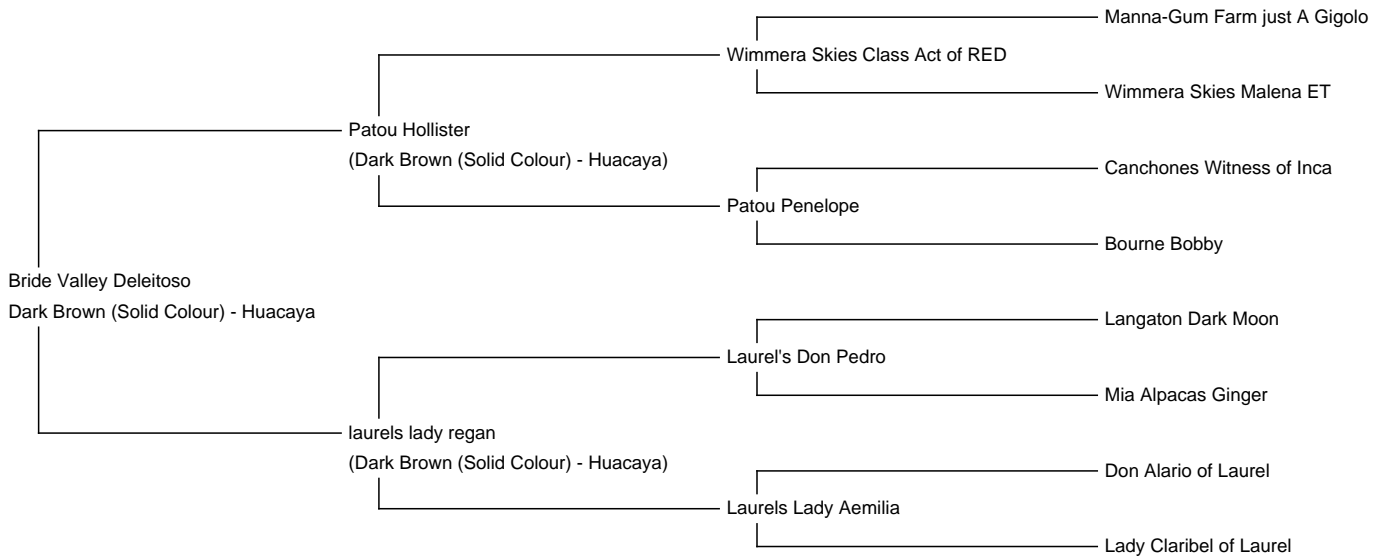 Manna-Gum Farm just A Gigolo
Wimmera Skies Class Act of RED
Wimmera Skies Malena ET
Patou Hollister
(Dark Brown (Solid Colour) - Huacaya)
Canchones Witness of Inca
Patou Penelope
Bourne Bobby
Bride Valley Deleitoso
Dark Brown (Solid Colour) - Huacaya
Langaton Dark Moon
Laurel's Don Pedro
Mia Alpacas Ginger
laurels lady regan
(Dark Brown (Solid Colour) - Huacaya)
Don Alario of Laurel
Laurels Lady Aemilia
Lady Claribel of Laurel